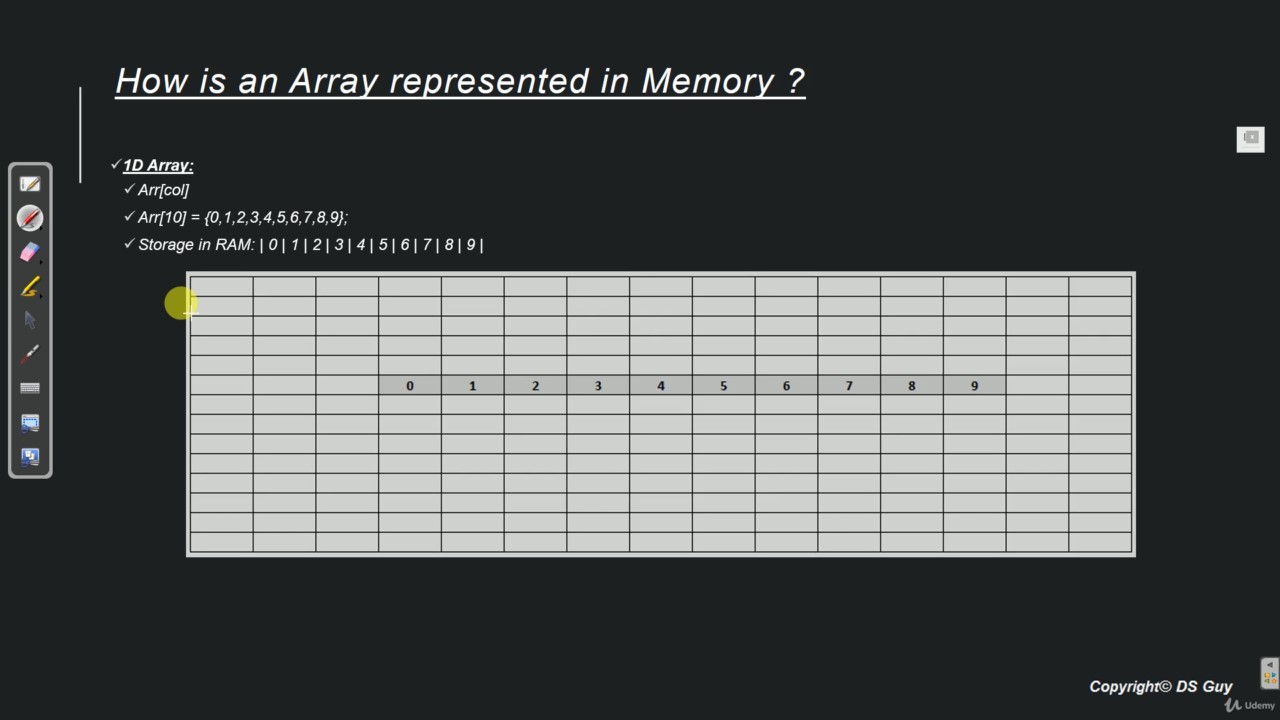 How is an Array represented in Memory ?
✓1D Array:
✓ Arr[col]
✓ Arr[10] = {0,1,2,3,4,5,6,7,8,9};
✓ Storage in RAM: | 0 | 1 | 2 | 3 | 4 | 5 | 6 | 7 | 8 | 9 |
0 1 2 3 4 5 6 7 8 9
Copyright© DS Guy
Udemy